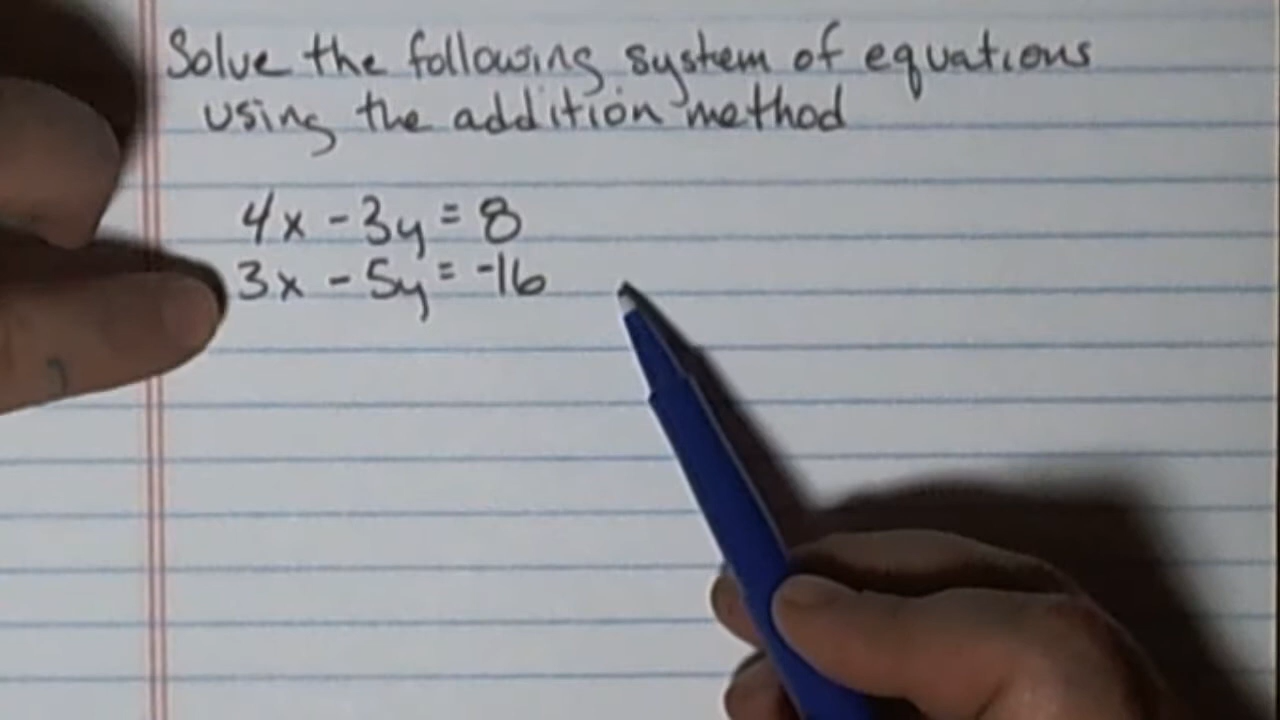 Solve the following system of equations
using the addition method
4x - 3y = 8
3x - 5y = -16